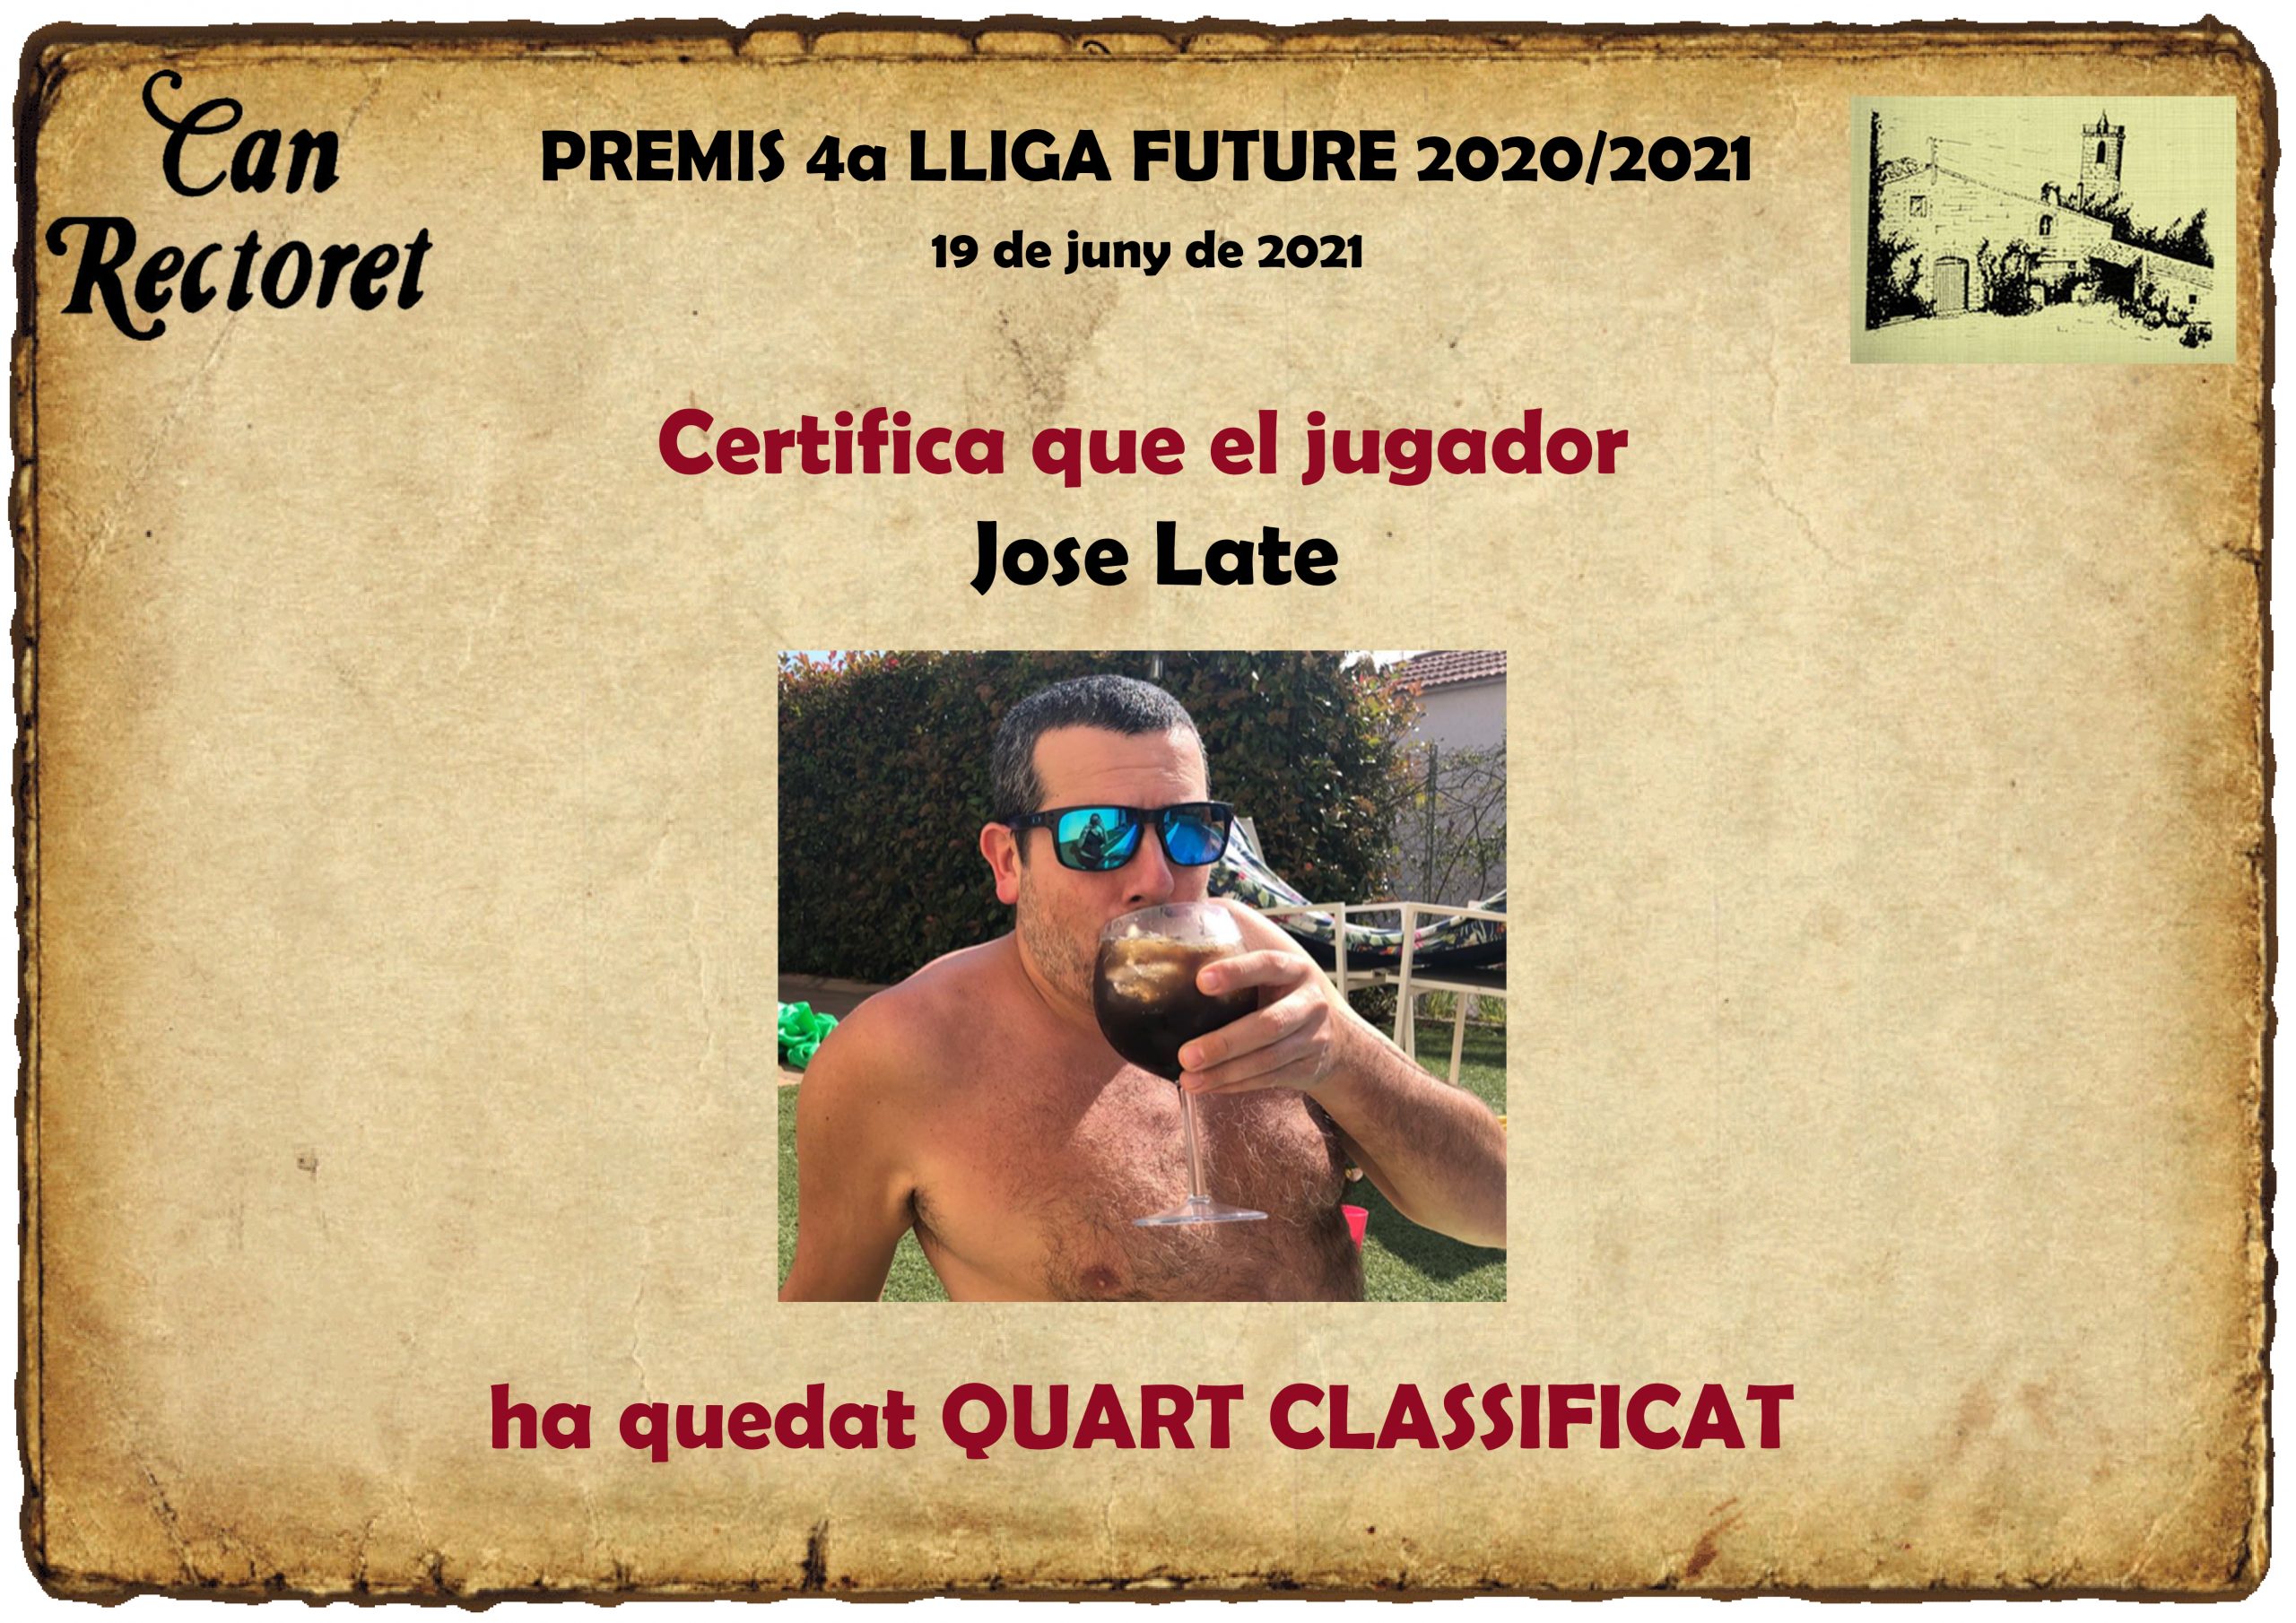 Can
Rectoret
PREMIS 4a LLIGA FUTURE 2020/2021
19 de juny de 2021
Certifica que el jugador
Jose Late
ha quedat QUART CLASSIFICAT